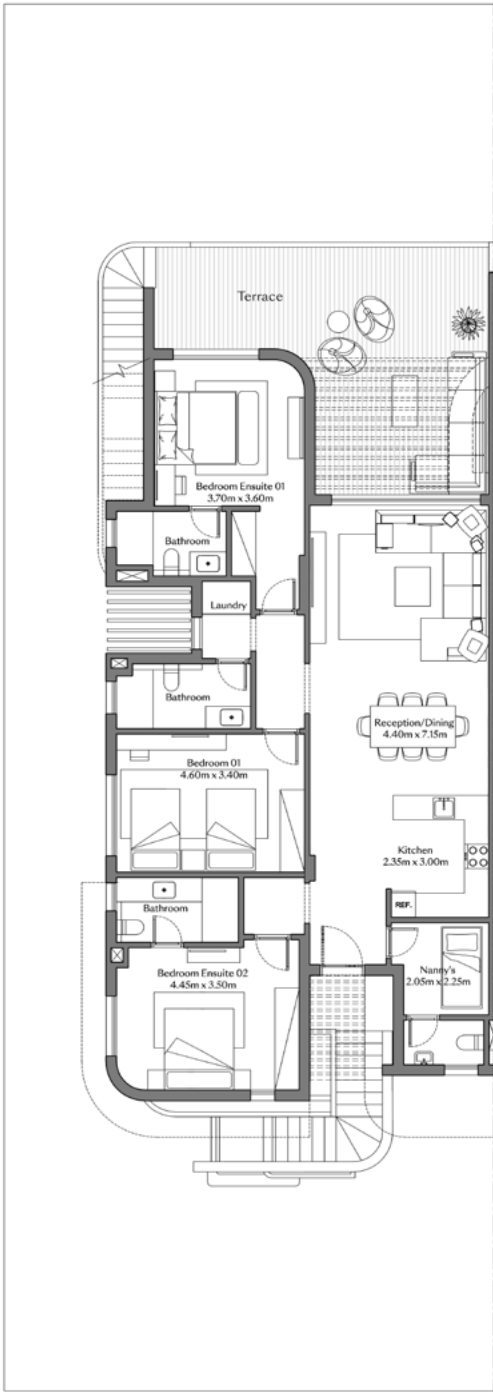 Terrace
Bedroom Ensuite 01
3.70m x 3.60m
Bathroom
Laundry
Bathroom
Reception/Dining
4.40m x 7.15m
Bedroom 01
4.60m x 3.40m
Kitchen
2.35m x 3.00m
REF.
Bathroom
Bedroom Ensuite 02
4.45m x 3.50m
Nanny's
2.05m x 2.25m